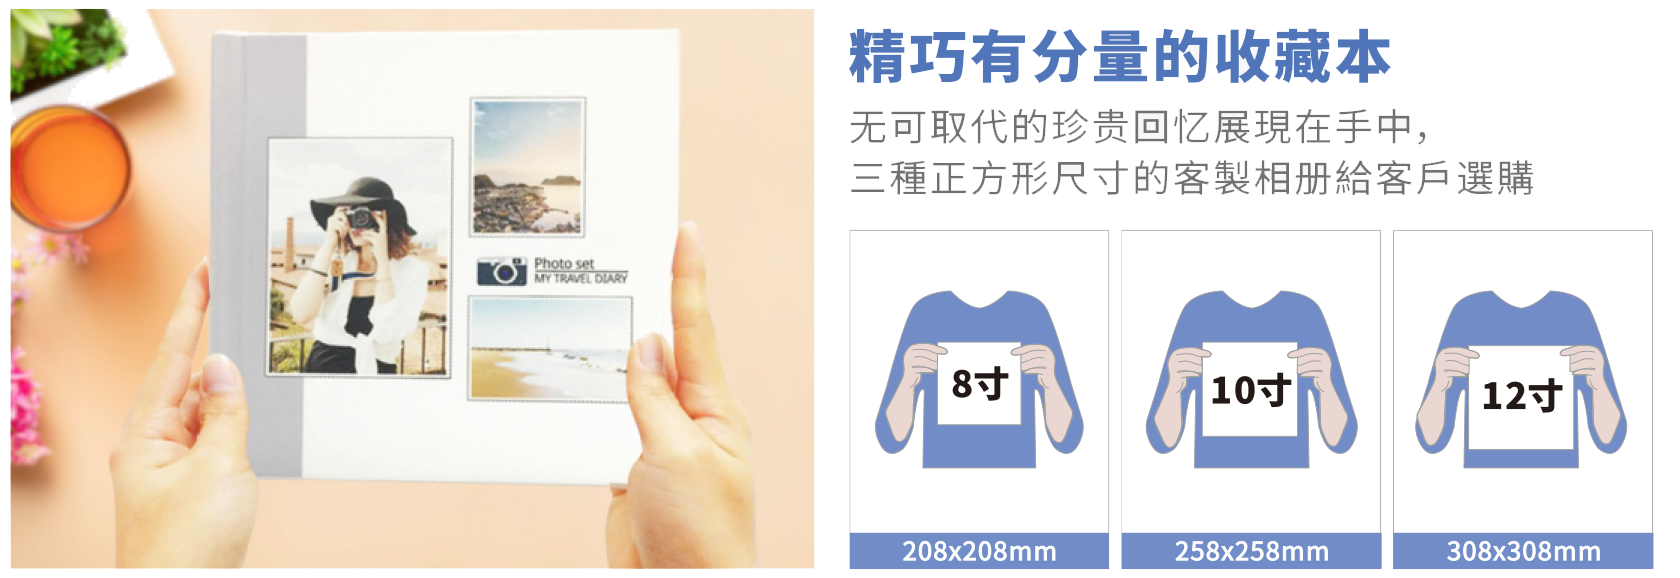 Photo set
MY TRAVEL DIARY
精巧有分量的收藏本
无可取代的珍贵回忆展現在手中，
三種正方形尺寸的客製相册給客戶選購
8寸
10寸
12寸
208x208mm
258x258mm
308x308mm